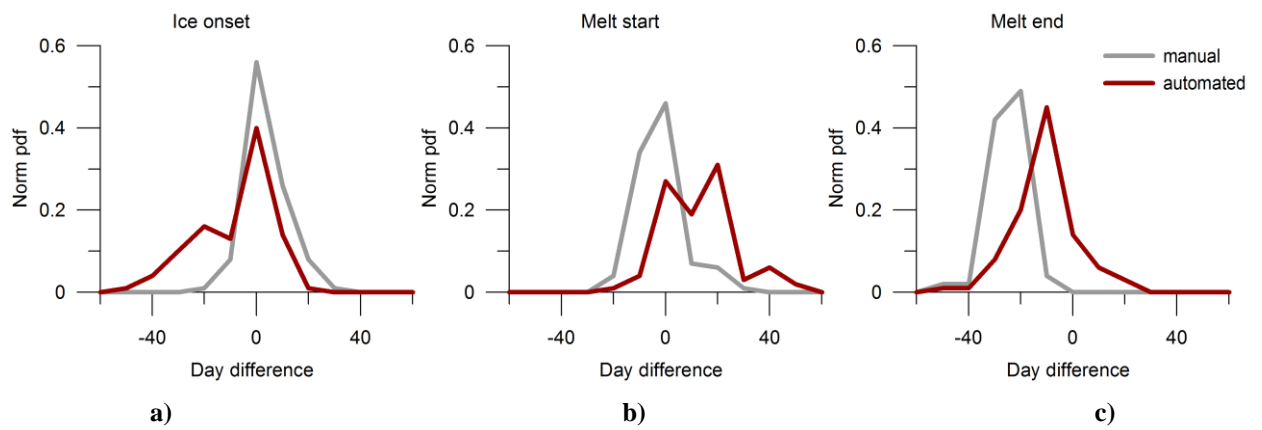 Ice onset
0.6
0.4
0.2
0
Norm pdf
-40 0 40
Day difference
a)
Melt start
0.6
0.4
0.2
0
Norm pdf
-40 0 40
Day difference
b)
Melt end
manual
automated
0.6
0.4
0.2
0
Norm pdf
-40 0 40
Day difference
c)